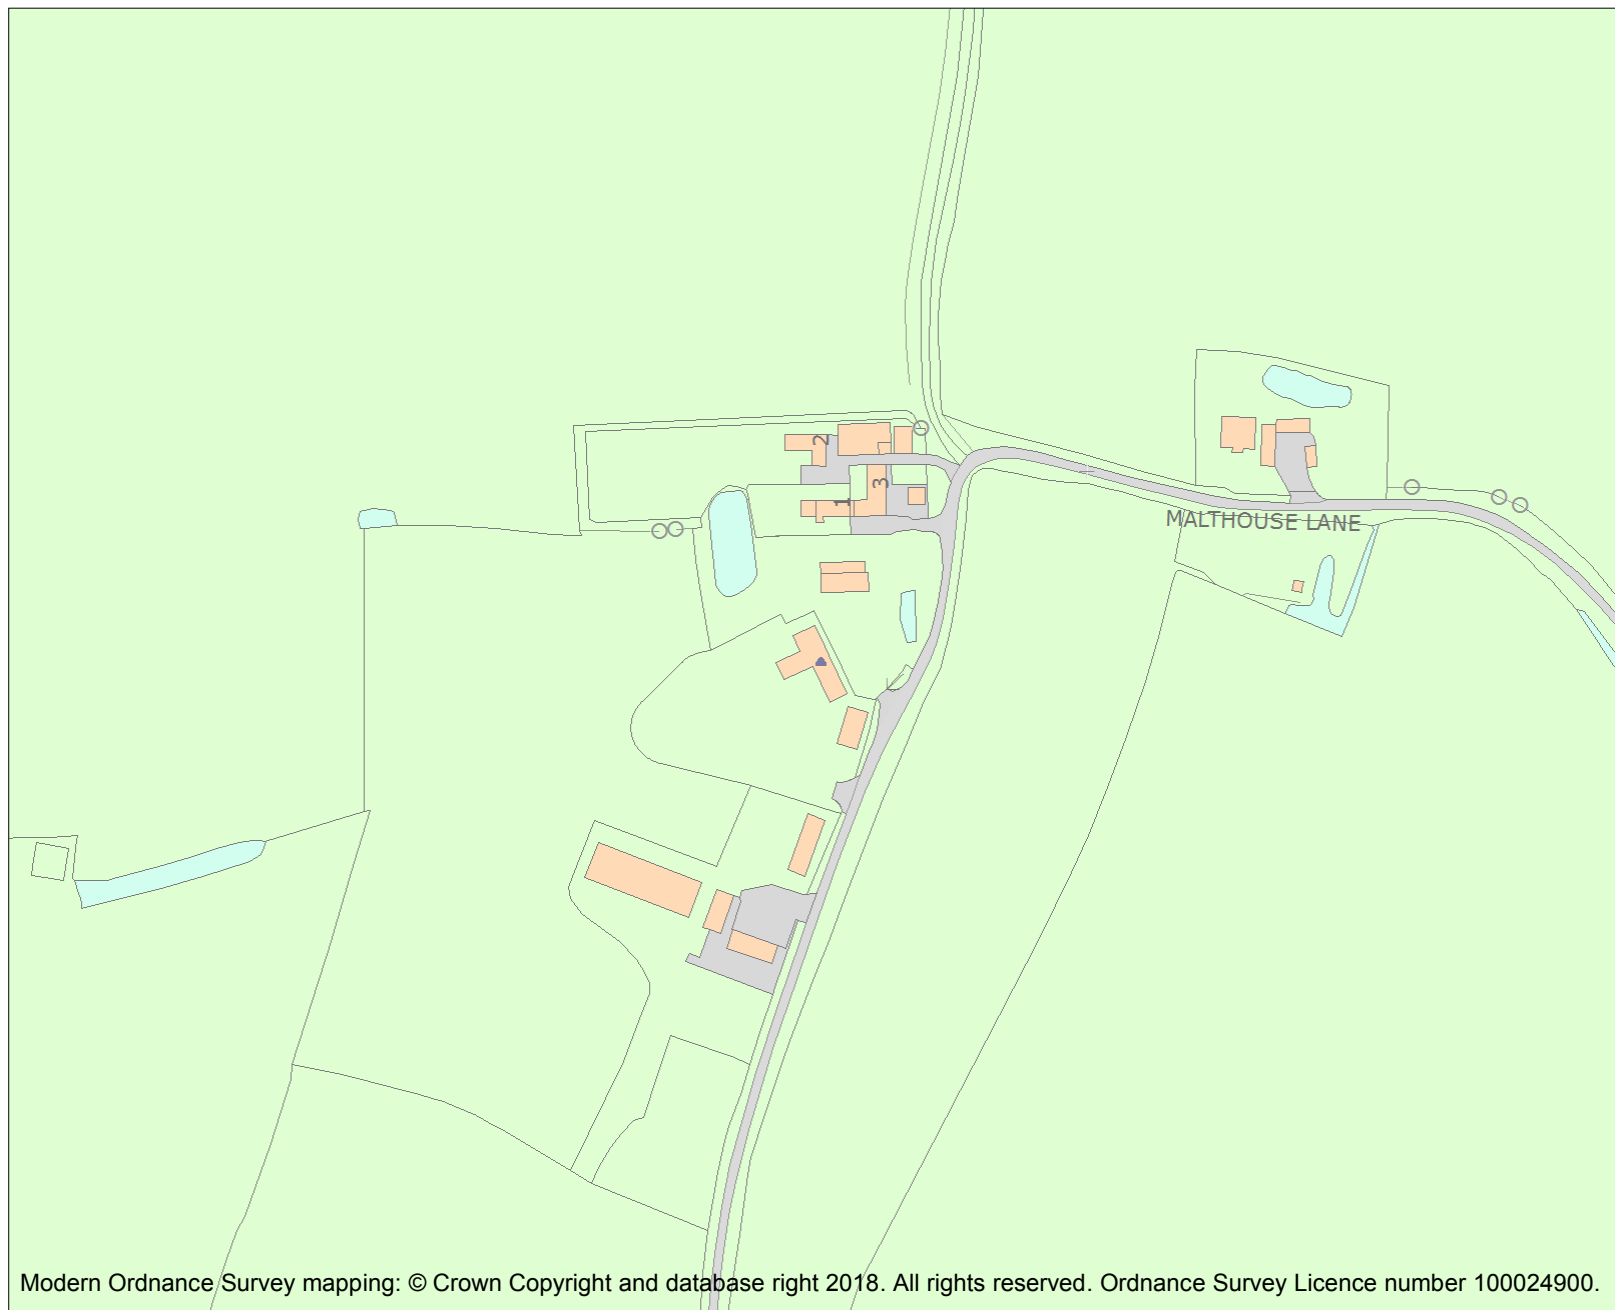 2
3
1
MALTHOUSE LANE
Modern Ordnance Survey mapping: © Crown Copyright and database right 2018. All rights reserved. Ordnance Survey Licence number 100024900.